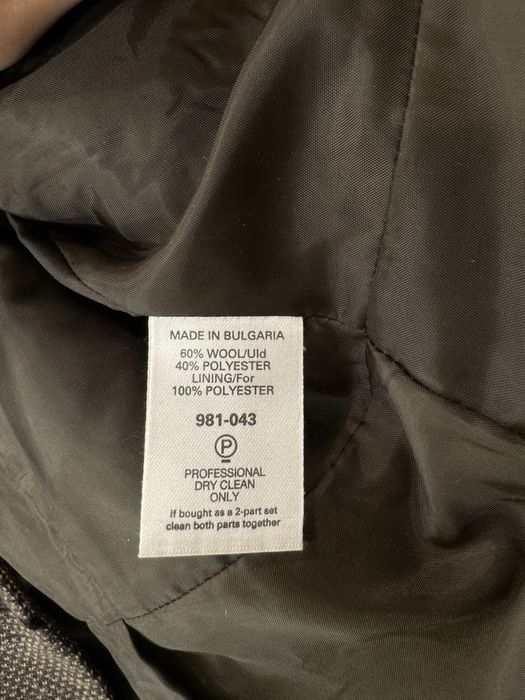 MADE IN BULGARIA
60% WOOL/Uld
40% POLYESTER
LINING/For
100% POLYESTER
981-043
P
PROFESSIONAL
DRY CLEAN
ONLY
If bought as a 2-part set
clean both parts together